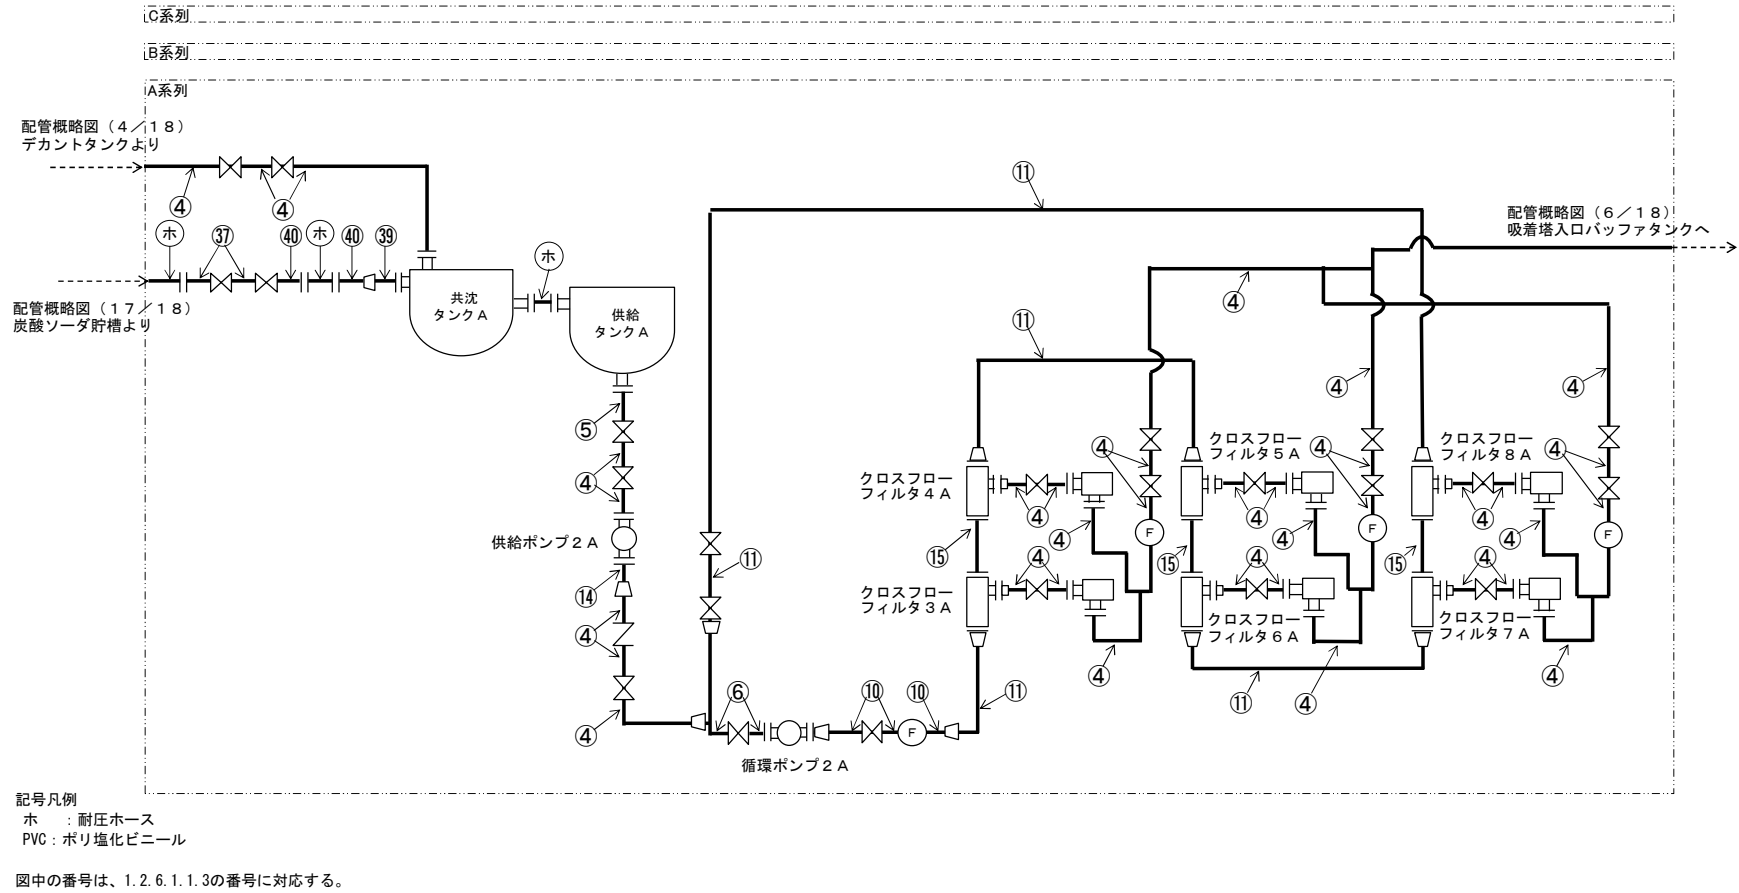 C系列
B系列
A系列
配管概略図（４／１８）
デカントタンクより
④
④
ホ
㊲
㊵
ホ
㊵
㊴
配管概略図（１７／１８）
炭酸ソーダ貯槽より
共沈
タンクＡ
ホ
供給
タンクＡ
⑪
配管概略図（６／１８）
吸着塔入口バッファタンクへ
④
⑪
④
④
⑤
④
供給ポンプ２Ａ
⑭
④
④
⑪
クロスフロー
フィルタ４Ａ
④
④
④
F
⑮
④
クロスフロー
フィルタ３Ａ
④
クロスフロー
フィルタ５Ａ
④
④
④
F
⑮
④
クロスフロー
フィルタ６Ａ
④
クロスフロー
フィルタ８Ａ
④
④
④
F
⑮
④
クロスフロー
フィルタ７Ａ
④
⑥
⑩
F
⑩
⑪
⑪
循環ポンプ２Ａ
記号凡例
ホ　：耐圧ホース
PVC：ポリ塩化ビニール
図中の番号は、1.2.6.1.1.3の番号に対応する。